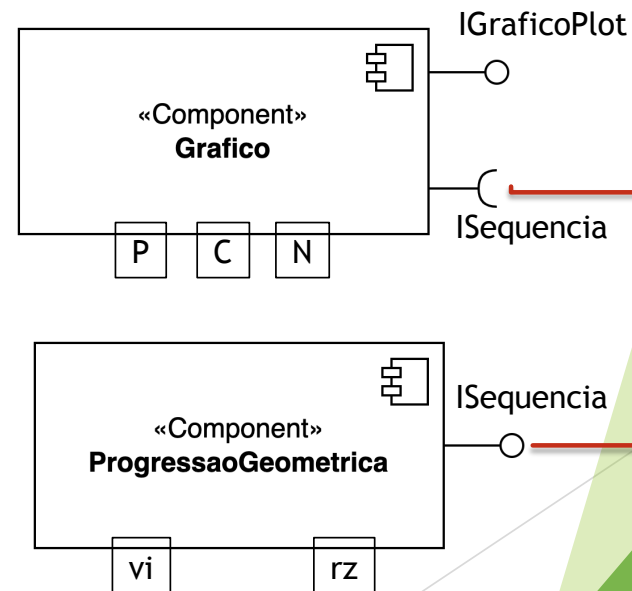 IGraficoPlot
«Component»
Grafico
ISequencia
P C N
ISequencia
«Component»
ProgressaoGeometrica
vi rz